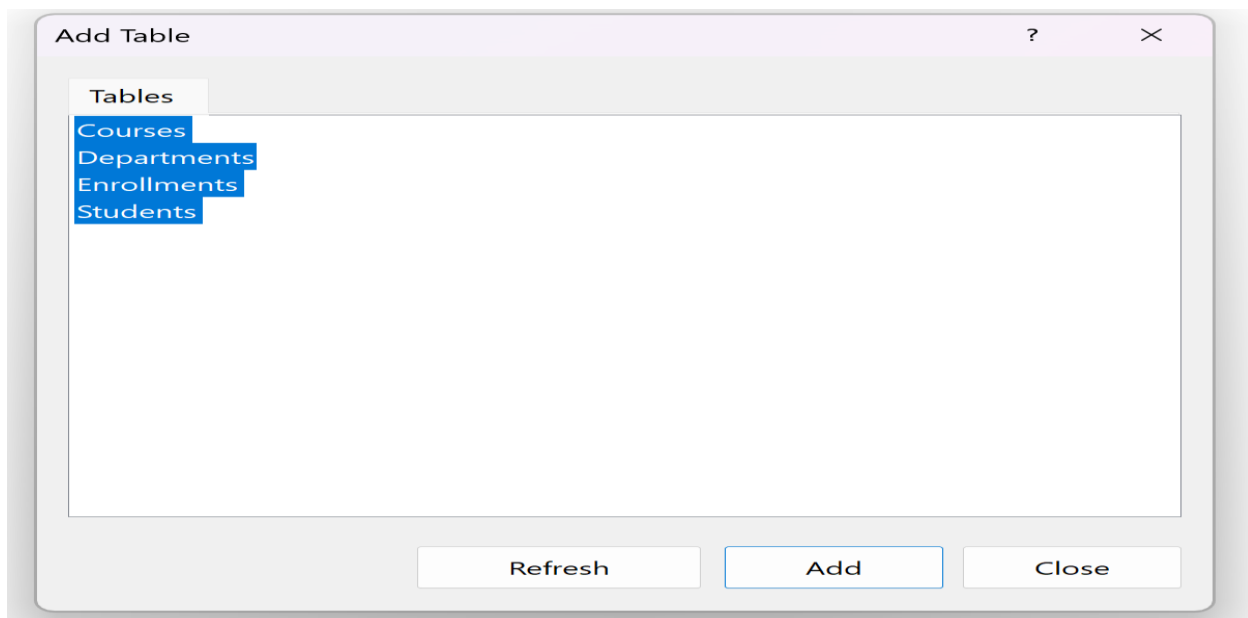 Add Table ?
Tables
Courses
Departments
Enrollments
Students
Refresh Add Close